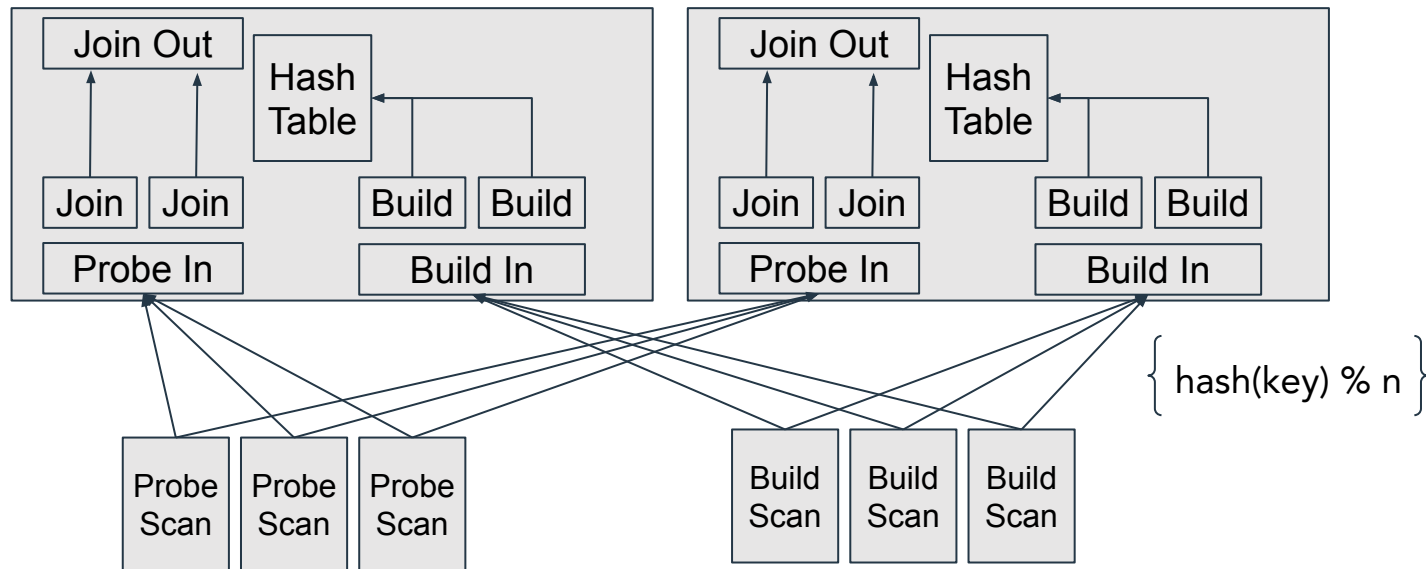 Join Out
Hash
Table
Join
Join
Build
Build
Probe In
Build In
Join Out
Hash
Table
Join
Join
Build
Build
Probe In
Build In
{ hash(key) % n }
Probe
Scan
Probe
Scan
Probe
Scan
Build
Scan
Build
Scan
Build
Scan